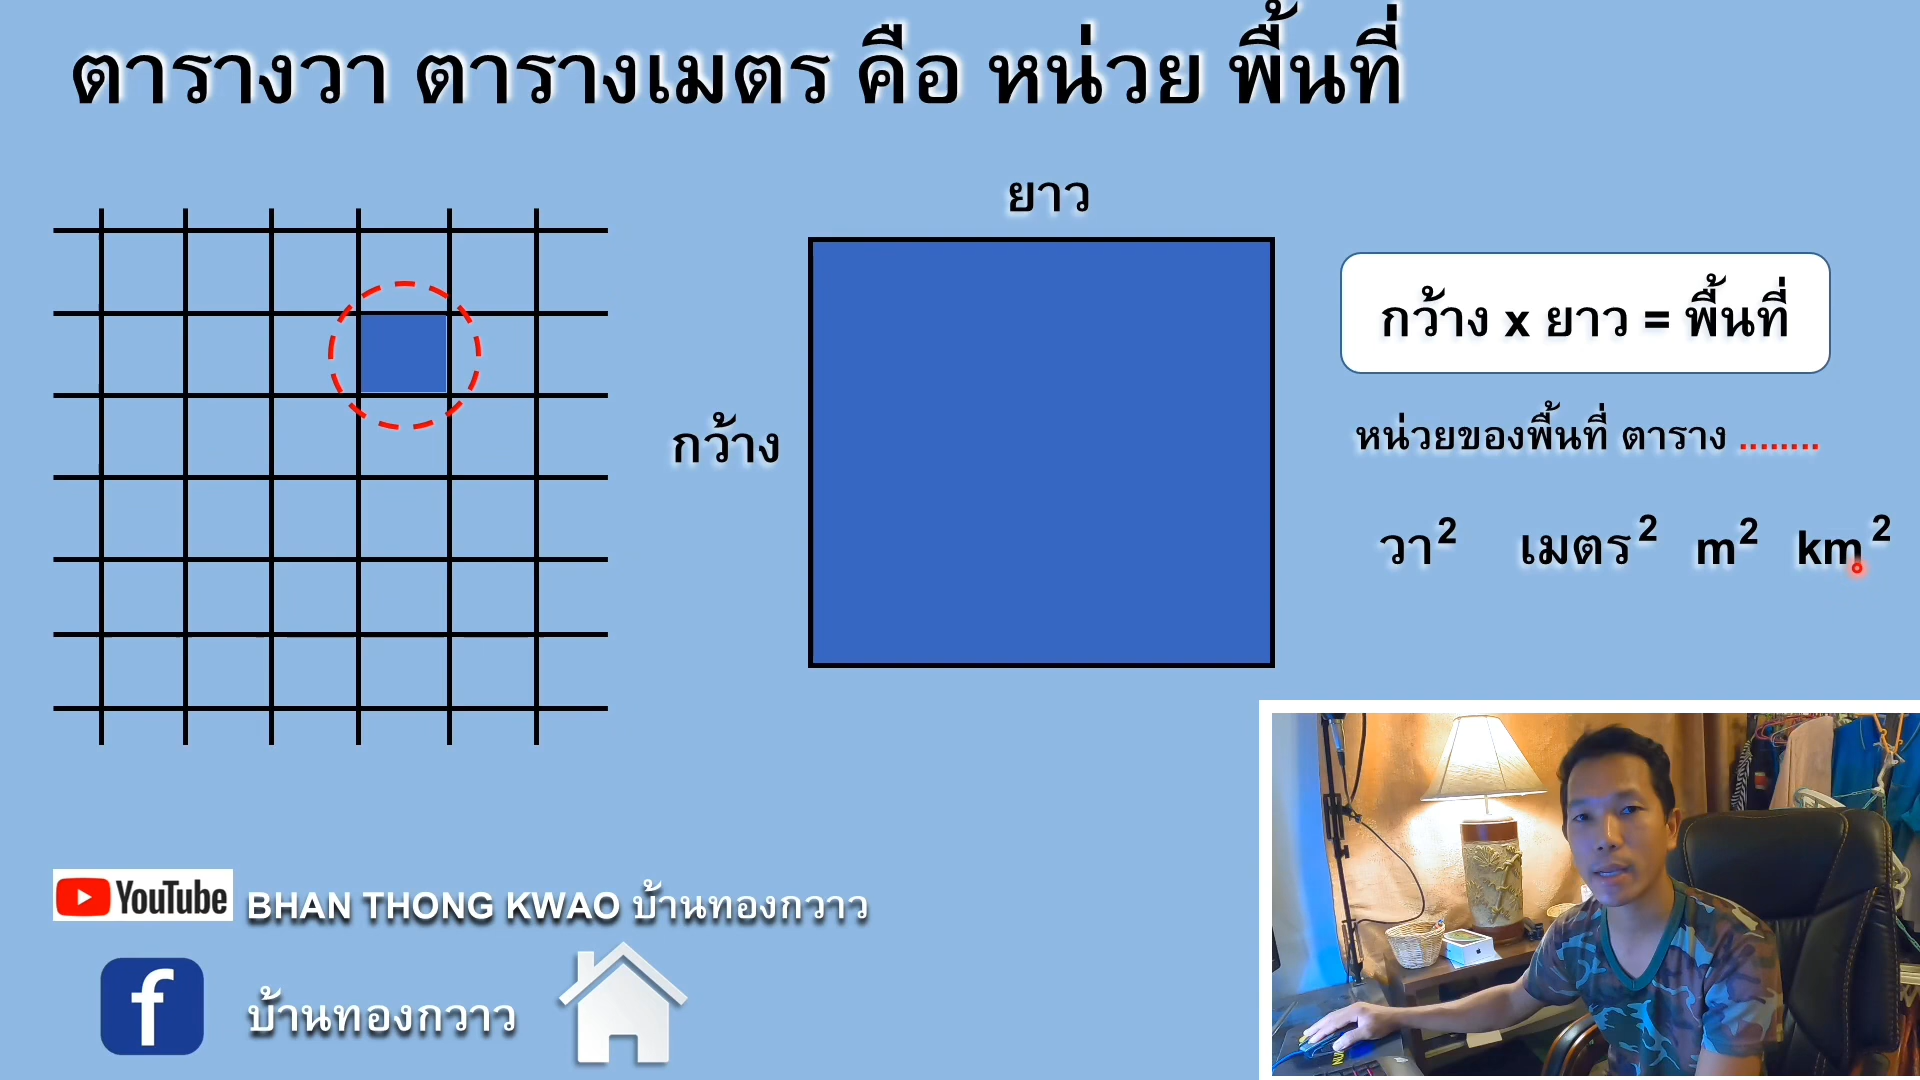 ตารางวา ตารางเมตร คือ หน่วย พื้นที่
ยาว
กว้าง
กว้าง x ยาว = พื้นที่
หน่วยของพื้นที่ ตาราง ........
วา² เมตร² m² km²
YouTube BHAN THONG KWAO บ้านทองกวาว
f บ้านทองกวาว